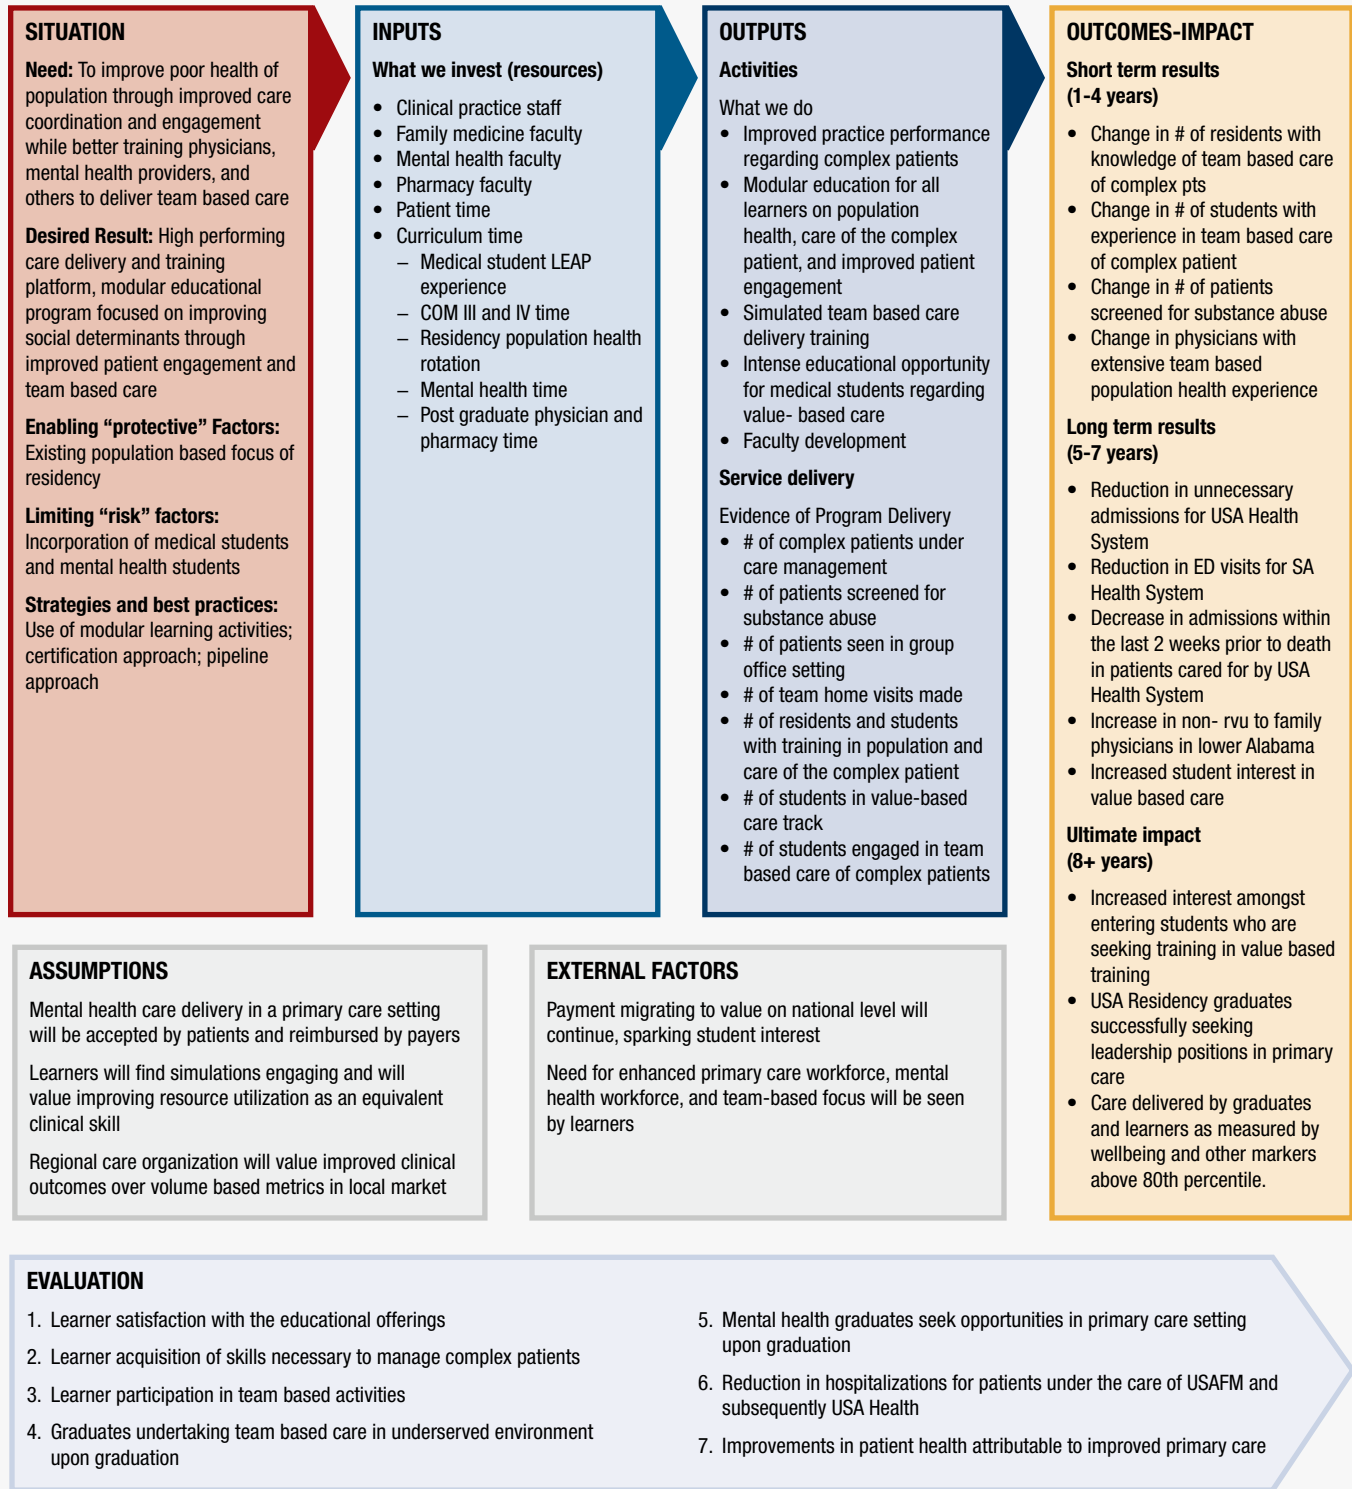 SITUATION
Need: To improve poor health of
population through improved care
coordination and engagement
while better training physicians,
mental health providers, and
others to deliver team based care
Desired Result: High performing
care delivery and training
platform, modular educational
program focused on improving
social determinants through
improved patient engagement and
team based care
Enabling “protective” Factors:
Existing population based focus of
residency
Limiting “risk” factors:
Incorporation of medical students
and mental health students
Strategies and best practices:
Use of modular learning activities;
certification approach; pipeline
approach
INPUTS
What we invest (resources)
• Clinical practice staff
• Family medicine faculty
• Mental health faculty
• Pharmacy faculty
• Patient time
• Curriculum time
– Medical student LEAP
experience
– COM III and IV time
– Residency population health
rotation
– Mental health time
– Post graduate physician and
pharmacy time
OUTPUTS
Activities
What we do
• Improved practice performance
regarding complex patients
• Modular education for all
learners on population
health, care of the complex
patient, and improved patient
engagement
• Simulated team based care
delivery training
• Intense educational opportunity
for medical students regarding
value- based care
• Faculty development
Service delivery
Evidence of Program Delivery
• # of complex patients under
care management
• # of patients screened for
substance abuse
• # of patients seen in group
office setting
• # of team home visits made
• # of residents and students
with training in population and
care of the complex patient
• # of students in value-based
care track
• # of students engaged in team
based care of complex patients
OUTCOMES-IMPACT
Short term results
(1-4 years)
• Change in # of residents with
knowledge of team based care
of complex pts
• Change in # of students with
experience in team based care
of complex patient
• Change in # of patients
screened for substance abuse
• Change in physicians with
extensive team based
population health experience
Long term results
(5-7 years)
• Reduction in unnecessary
admissions for USA Health
System
• Reduction in ED visits for SA
Health System
• Decrease in admissions within
the last 2 weeks prior to death
in patients cared for by USA
Health System
• Increase in non- rvu to family
physicians in lower Alabama
• Increased student interest in
value based care
Ultimate impact
(8+ years)
• Increased interest amongst
entering students who are
seeking training in value based
training
• USA Residency graduates
successfully seeking
leadership positions in primary
care
• Care delivered by graduates
and learners as measured by
wellbeing and other markers
above 80th percentile.
ASSUMPTIONS
Mental health care delivery in a primary care setting
will be accepted by patients and reimbursed by payers
Learners will find simulations engaging and will
value improving resource utilization as an equivalent
clinical skill
Regional care organization will value improved clinical
outcomes over volume based metrics in local market
EXTERNAL FACTORS
Payment migrating to value on national level will
continue, sparking student interest
Need for enhanced primary care workforce, mental
health workforce, and team-based focus will be seen
by learners
EVALUATION
1. Learner satisfaction with the educational offerings
2. Learner acquisition of skills necessary to manage complex patients
3. Learner participation in team based activities
4. Graduates undertaking team based care in underserved environment
upon graduation
5. Mental health graduates seek opportunities in primary care setting
upon graduation
6. Reduction in hospitalizations for patients under the care of USAFM and
subsequently USA Health
7. Improvements in patient health attributable to improved primary care